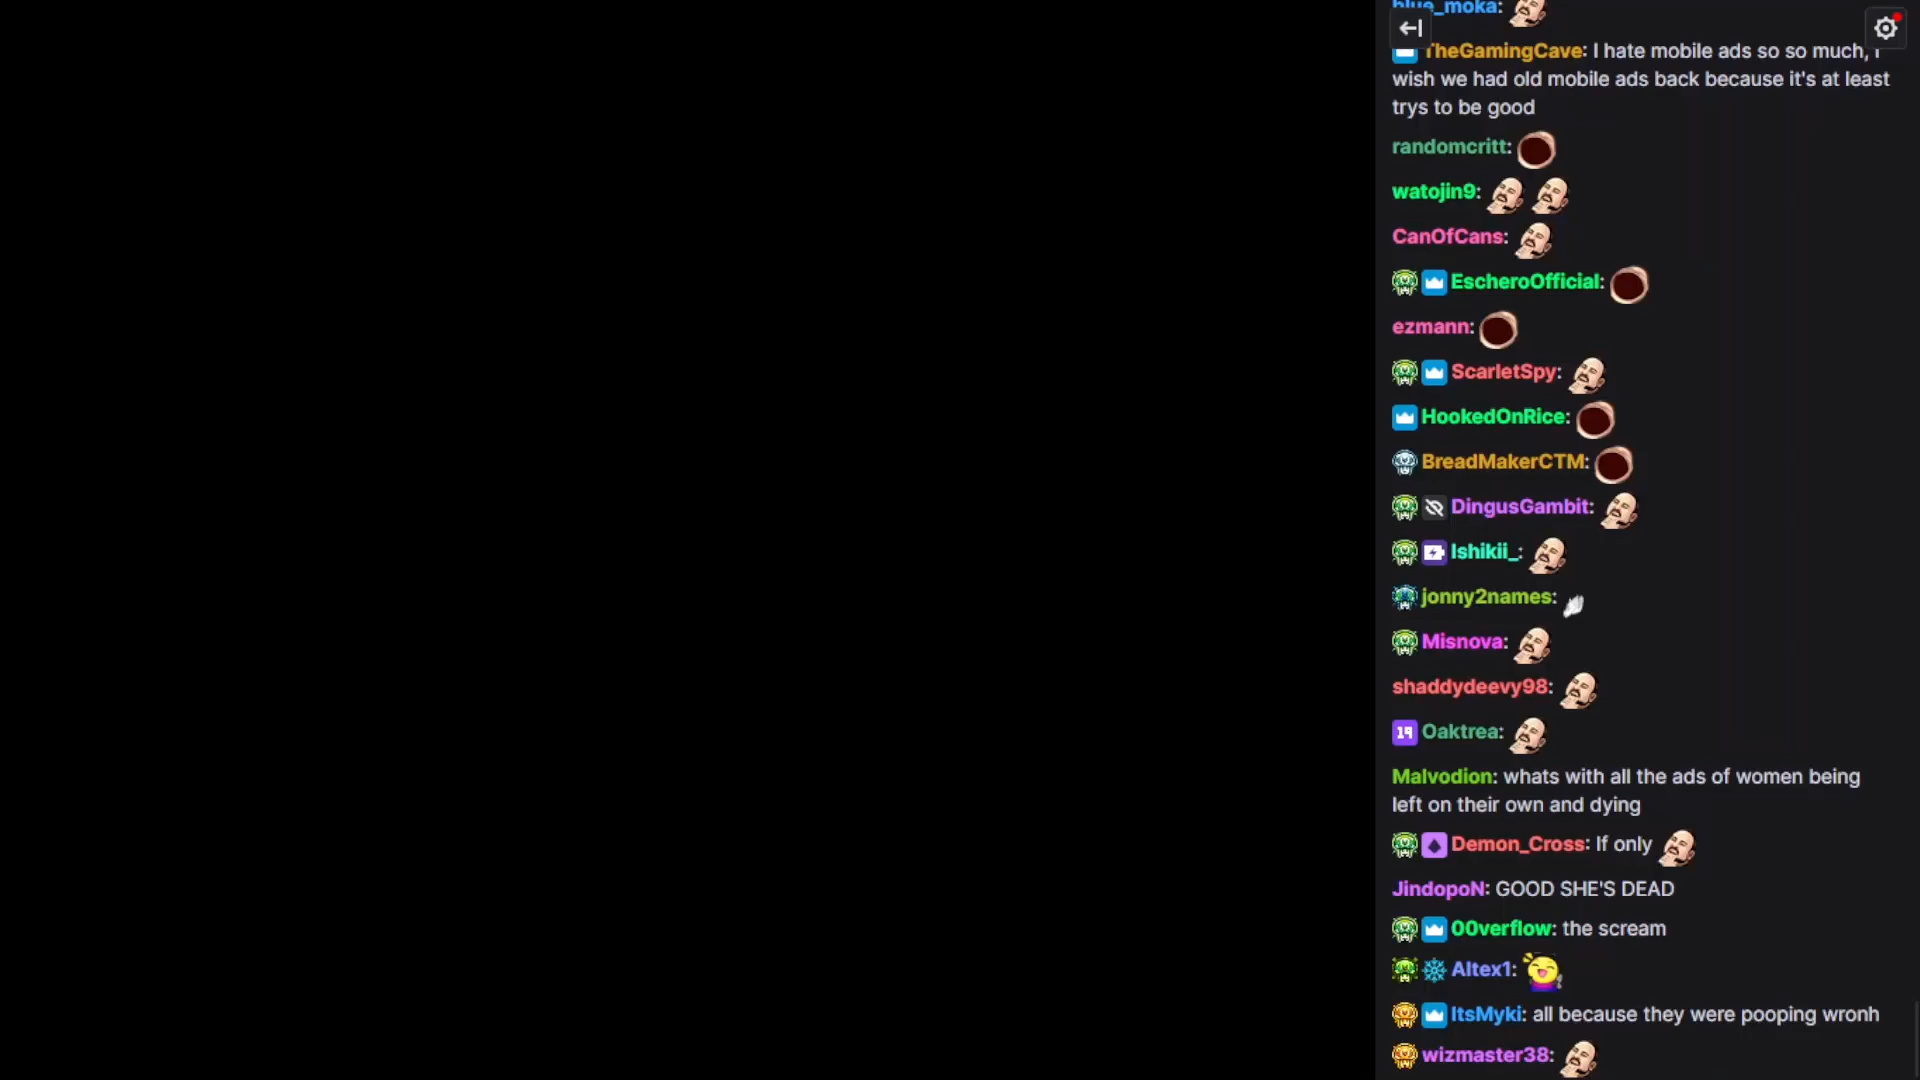 blue_moka:
TheGamingCave: I hate mobile ads so so much, I
wish we had old mobile ads back because it's at least
trys to be good
randomcritt:
watojin9:
CanOfCans:
EscheroOfficial:
ezmann:
ScarletSpy:
HookedOnRice:
BreadMakerCTM:
DingusGambit:
Ishikii_:
jonny2names:
Misnova:
shaddydeevy98:
19 Oaktrea:
Malvodion: whats with all the ads of women being
left on their own and dying
Demon_Cross: If only
JindopoN: GOOD SHE'S DEAD
00verflow: the scream
Altex1:
ItsMyki: all because they were pooping wronh
wizmaster38: